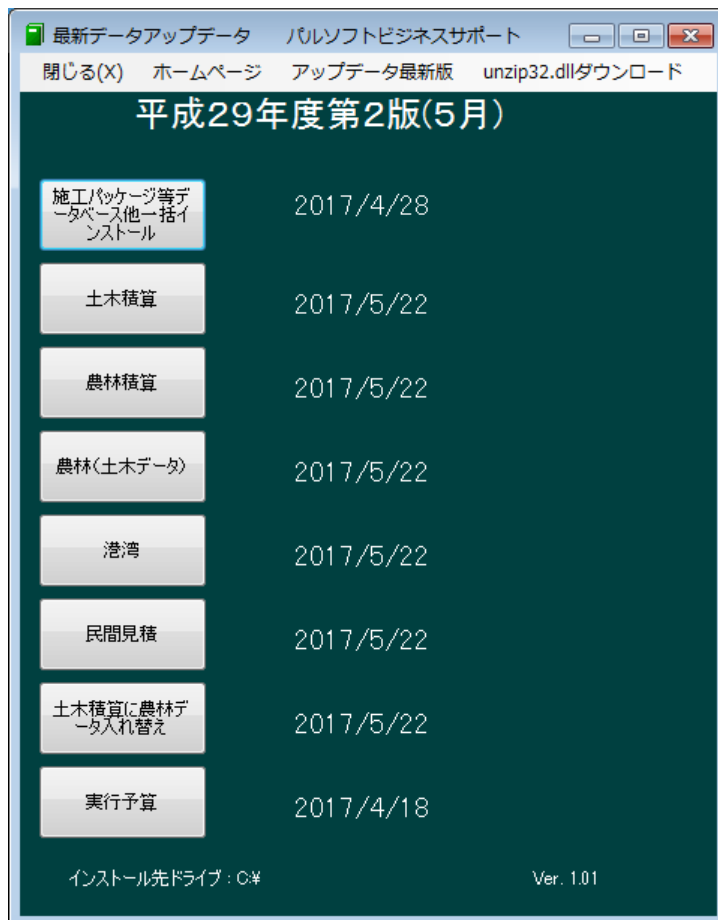 最新データアップデータ　パルソフトビジネスサポート
閉じる(X)　ホームページ　アップデータ最新版　unzip32.dllダウンロード
平成29年度第2版(5月)
施工パッケージ等デ
ータベース他一括イ
ンストール
2017/4/28
土木積算
2017/5/22
農林積算
2017/5/22
農林(土木データ)
2017/5/22
港湾
2017/5/22
民間見積
2017/5/22
土木積算に農林デ
ータ入れ替え
2017/5/22
実行予算
2017/4/18
インストール先ドライブ：C:¥
Ver. 1.01